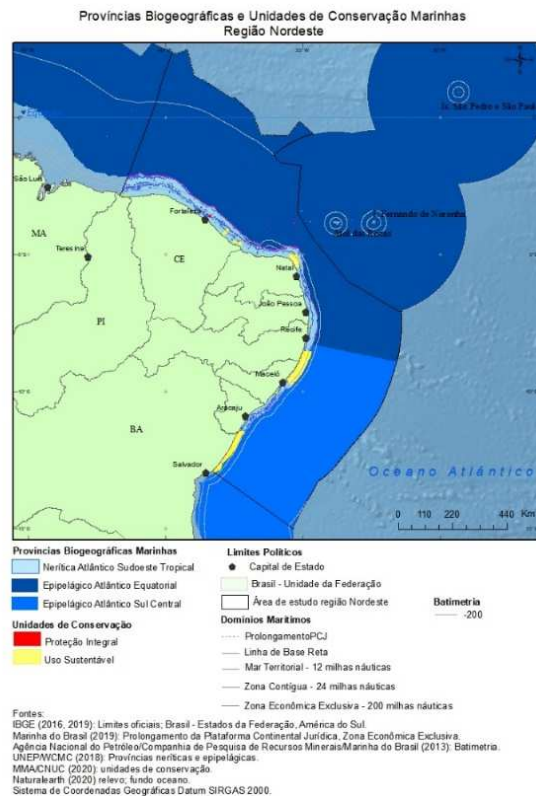 Províncias Biogeográficas e Unidades de Conservação Marinhas
Região Nordeste
Is. São Pedro e São Paulo
São Luís
Fortaleza
I. Fernando de Noronha
MA
Teresina
CE
Natal
João Pessoa
PI
Recife
Maceió
Aracaju
BA
Salvador
Oceano Atlântico
0 110 220 440 Km
Províncias Biogeográficas Marinhas
Nerítica Atlântico Sudoeste Tropical
Epipelágico Atlântico Equatorial
Epipelágico Atlântico Sul Central
Unidades de Conservação
Proteção Integral
Uso Sustentável
Limites Políticos
Capital de Estado
Brasil - Unidade da Federação
Área de estudo região Nordeste
Domínios Marítimos
ProlongamentoPCJ
Linha de Base Reta
Mar Territorial - 12 milhas náuticas
Zona Contígua - 24 milhas náuticas
Zona Econômica Exclusiva - 200 milhas náuticas
Batimetria
-200
Fontes:
IBGE (2016, 2019): Limites oficiais; Brasil - Estados da Federação, América do Sul.
Marinha do Brasil (2019): Prolongamento da Plataforma Continental Jurídica, Zona Econômica Exclusiva.
Agência Nacional do Petróleo/Companhia de Pesquisa de Recursos Minerais/Marinha do Brasil (2013): Batimetria.
UNEP/WCMC (2018): Províncias neríticas e epipelágicas.
MMA/CNUC (2020): unidades de conservação.
Naturalearth (2020) relevo; fundo oceano.
Sistema de Coordenadas Geográficas Datum SIRGAS 2000.